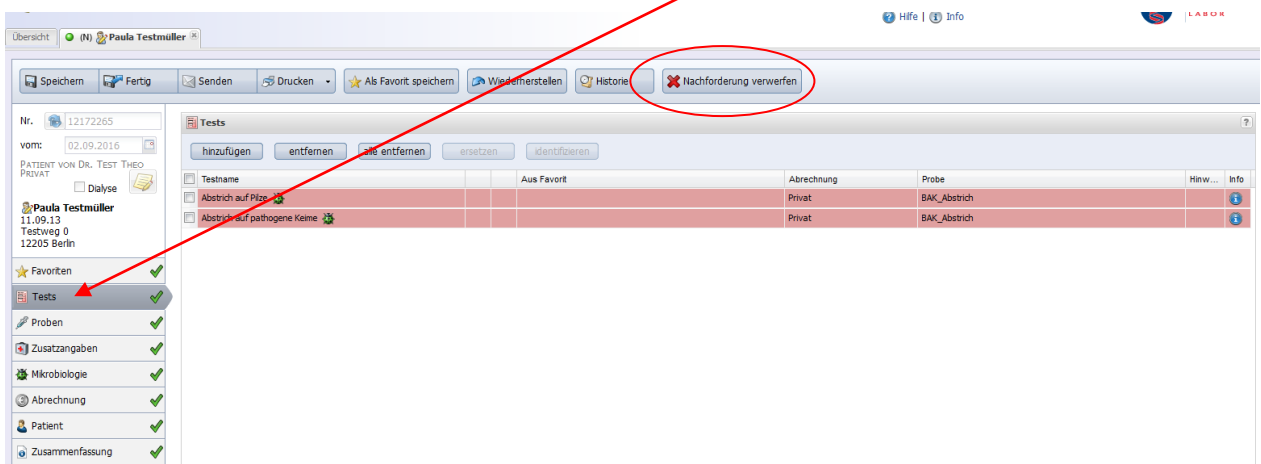 Hilfe | Info
LABOR
Übersicht (N) Paula Testmüller
Speichern Fertig Senden Drucken Als Favorit speichern Wiederherstellen Historie Nachforderung verwerfen
Nr. 12172265
vom: 02.09.2016
PATIENT VON DR. TEST THEO
PRIVAT
Dialyse
Paula Testmüller
11.09.13
Testweg 0
12205 Berlin
Favoriten
Tests
Proben
Zusatzangaben
Mikrobiologie
Abrechnung
Patient
Zusammenfassung
Tests ?
hinzufügen entfernen alle entfernen ersetzen identifizieren
Testname Aus Favorit Abrechnung Probe Hinw... Info
Abstrich auf Pilze Privat BAK_Abstrich
Abstrich auf pathogene Keime Privat BAK_Abstrich